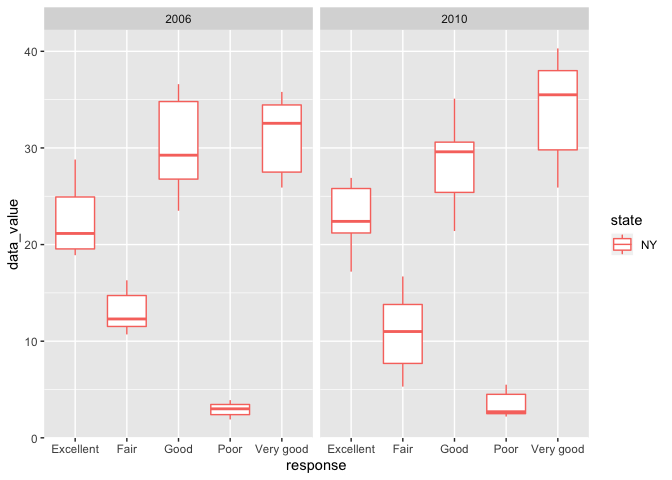 2006 2010
40
30
20
10
0
data_value
Excellent Fair Good Poor Very good Excellent Fair Good Poor Very good
response
state
NY